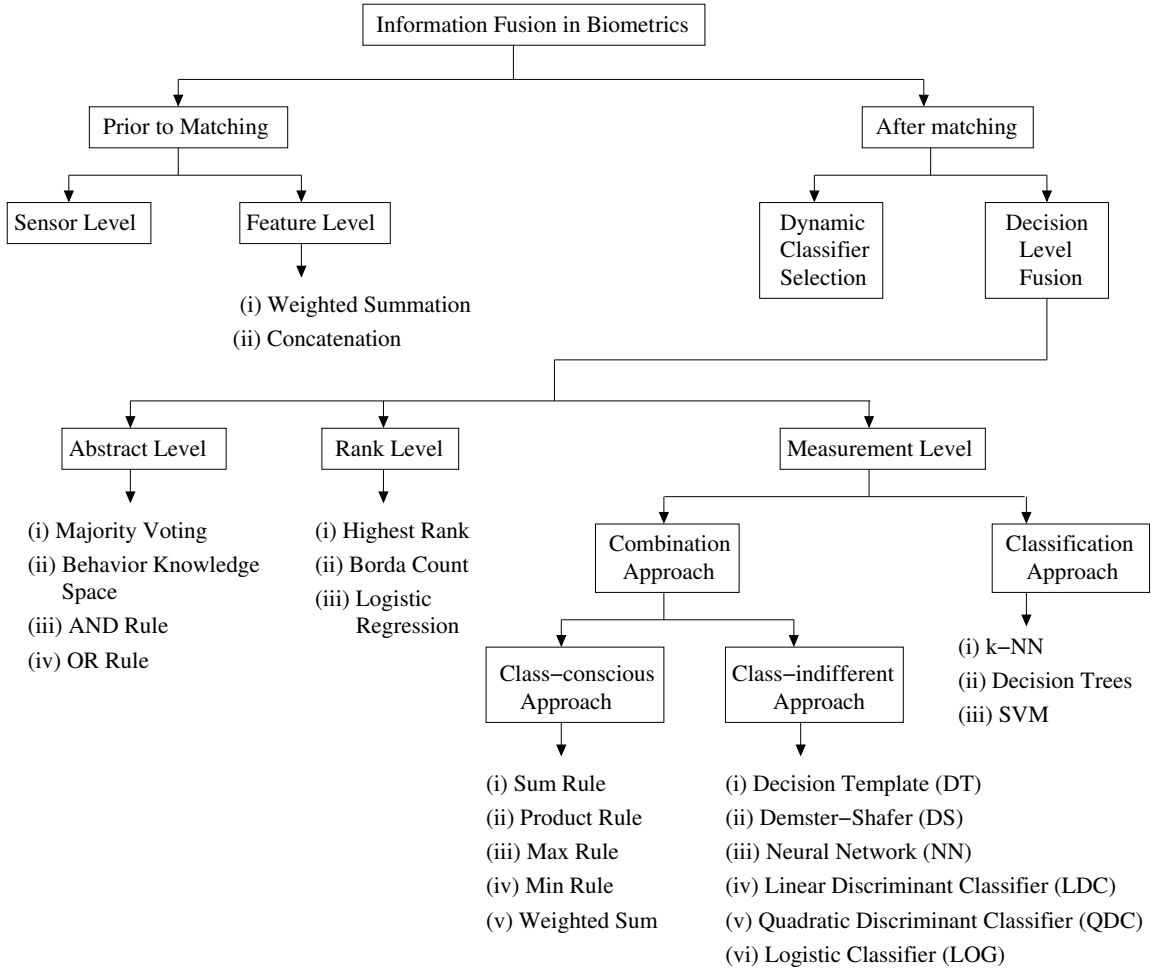 Information Fusion in Biometrics
Prior to Matching
After matching
Sensor Level
Feature Level
Dynamic
Classifier
Selection
Decision
Level
Fusion
(i) Weighted Summation
(ii) Concatenation
Abstract Level
Rank Level
Measurement Level
(i) Majority Voting
(ii) Behavior Knowledge
Space
(iii) AND Rule
(iv) OR Rule
(i) Highest Rank
(ii) Borda Count
(iii) Logistic
Regression
Combination
Approach
Classification
Approach
Class−conscious
Approach
Class−indifferent
Approach
(i) k−NN
(ii) Decision Trees
(iii) SVM
(i) Sum Rule
(ii) Product Rule
(iii) Max Rule
(iv) Min Rule
(v) Weighted Sum
(i) Decision Template (DT)
(ii) Demster−Shafer (DS)
(iii) Neural Network (NN)
(iv) Linear Discriminant Classifier (LDC)
(v) Quadratic Discriminant Classifier (QDC)
(vi) Logistic Classifier (LOG)